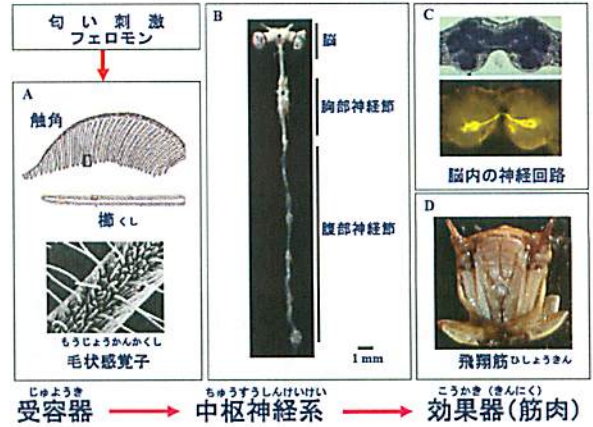 匂い刺激
フェロモン
A
触角
櫛くし
もうじょうかんかくし
毛状感覚子
B
脳
胸部神経節
腹部神経節
1 mm
C
脳内の神経回路
D
飛翔筋ひしょうきん
じゅようき
受容器
ちゅうすうしんけいけい
中枢神経系
こうかき(きんにく)
効果器(筋肉)